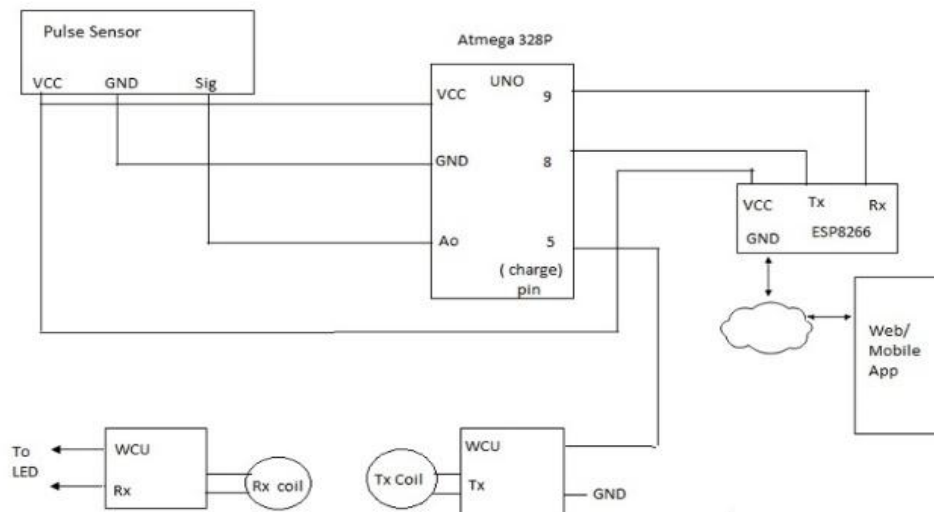 Pulse Sensor
VCC GND Sig
Atmega 328P
UNO
VCC 9
GND 8
Ao 5
( charge)
pin
VCC Tx Rx
GND ESP8266
Web/
Mobile
App
To
LED
WCU
Rx
Rx coil
Tx Coil
WCU
Tx
GND